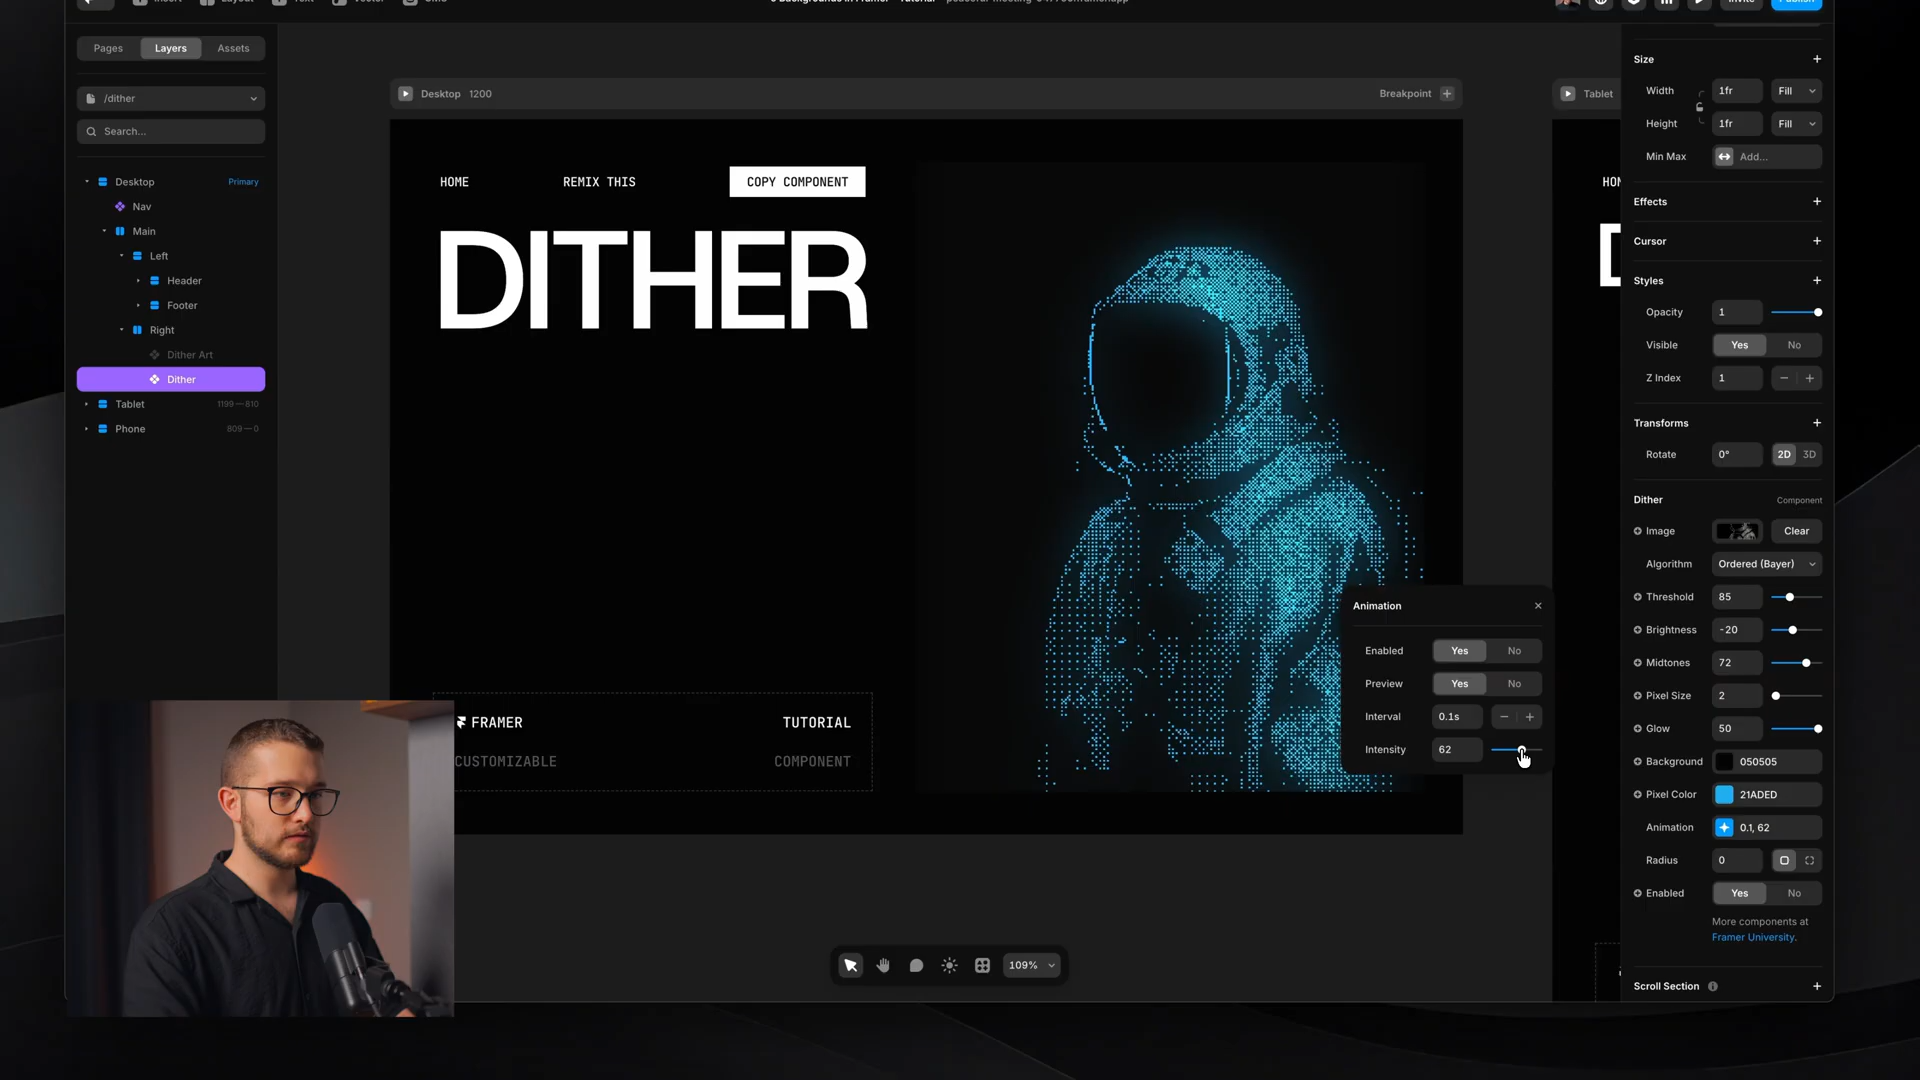 Publish
Pages
Layers
Assets
/dither
Search...
Desktop
Primary
Nav
Main
Left
Header
Footer
Right
Dither Art
Dither
Tablet
1199—810
Phone
809—0
Desktop 1200
Breakpoint
HOME
REMIX THIS
COPY COMPONENT
DITHER
FRAMER
TUTORIAL
CUSTOMIZABLE
COMPONENT
109%
Tablet
Animation
Enabled
Yes
No
Preview
Yes
No
Interval
0.1s
Intensity
62
Size
Width
1fr
Fill
Height
1fr
Fill
Min Max
Add...
Effects
Cursor
Styles
Opacity
1
Visible
Yes
No
Z Index
1
Transforms
Rotate
0°
2D
3D
Dither
Component
Image
Clear
Algorithm
Ordered (Bayer)
Threshold
85
Brightness
-20
Midtones
72
Pixel Size
2
Glow
50
Background
050505
Pixel Color
21ADED
Animation
0.1, 62
Radius
0
Enabled
Yes
No
More components at
Framer University.
Scroll Section